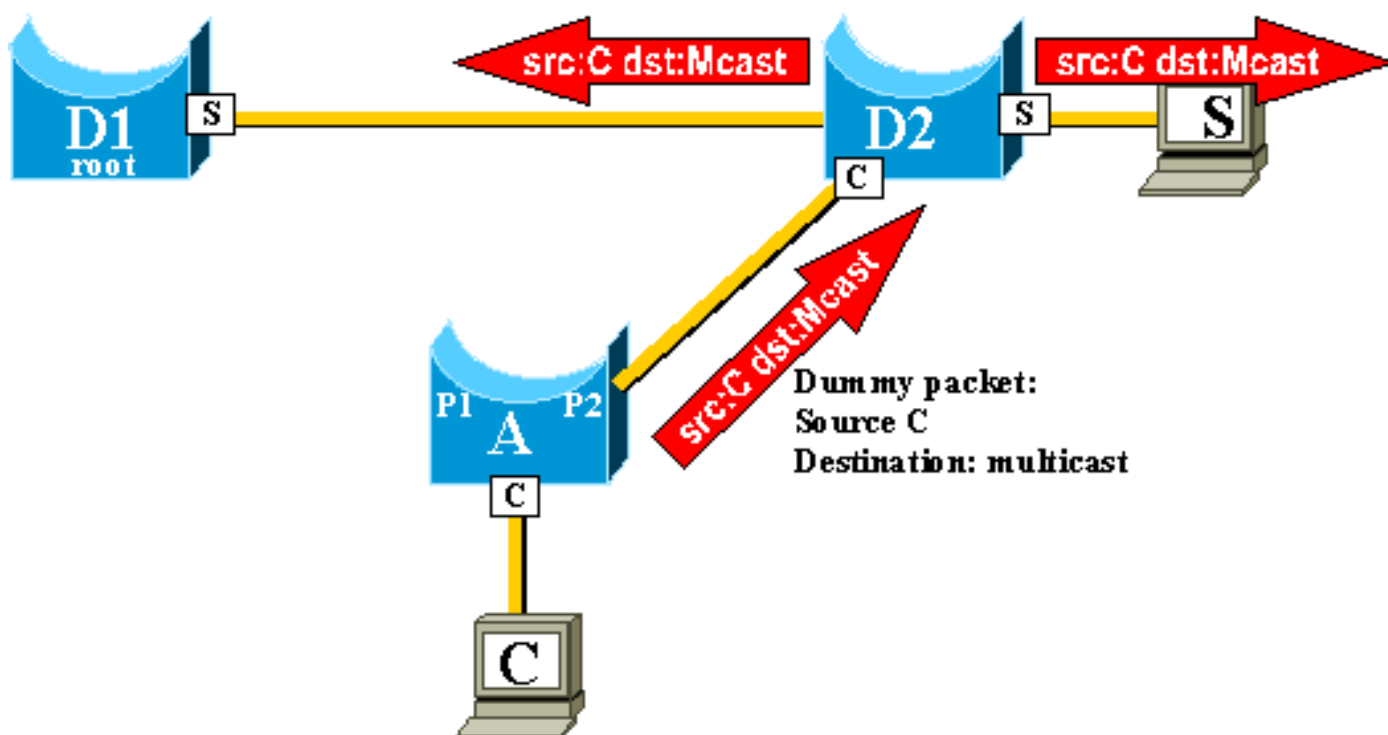 src:C dst:Mcast
src:C dst:Mcast
D1
root
S
D2
S
S
C
src:C dst:Mcast
P1
P2
A
Dummy packet:
Source C
Destination: multicast
C
C